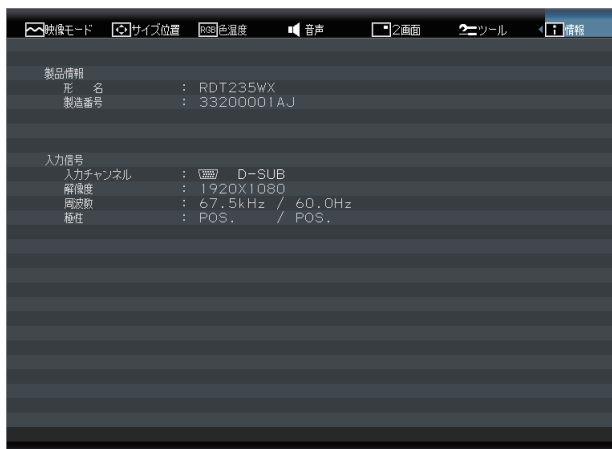 映像モード サイズ位置 RGB 色温度 音声 2画面 ツール i 情報
製品情報
形 名 : RDT235WX
製造番号 : 33200001AJ
入力信号
入力チャンネル : D-SUB
解像度 : 1920X1080
周波数 : 67.5kHz / 60.0Hz
極性 : POS. / POS.